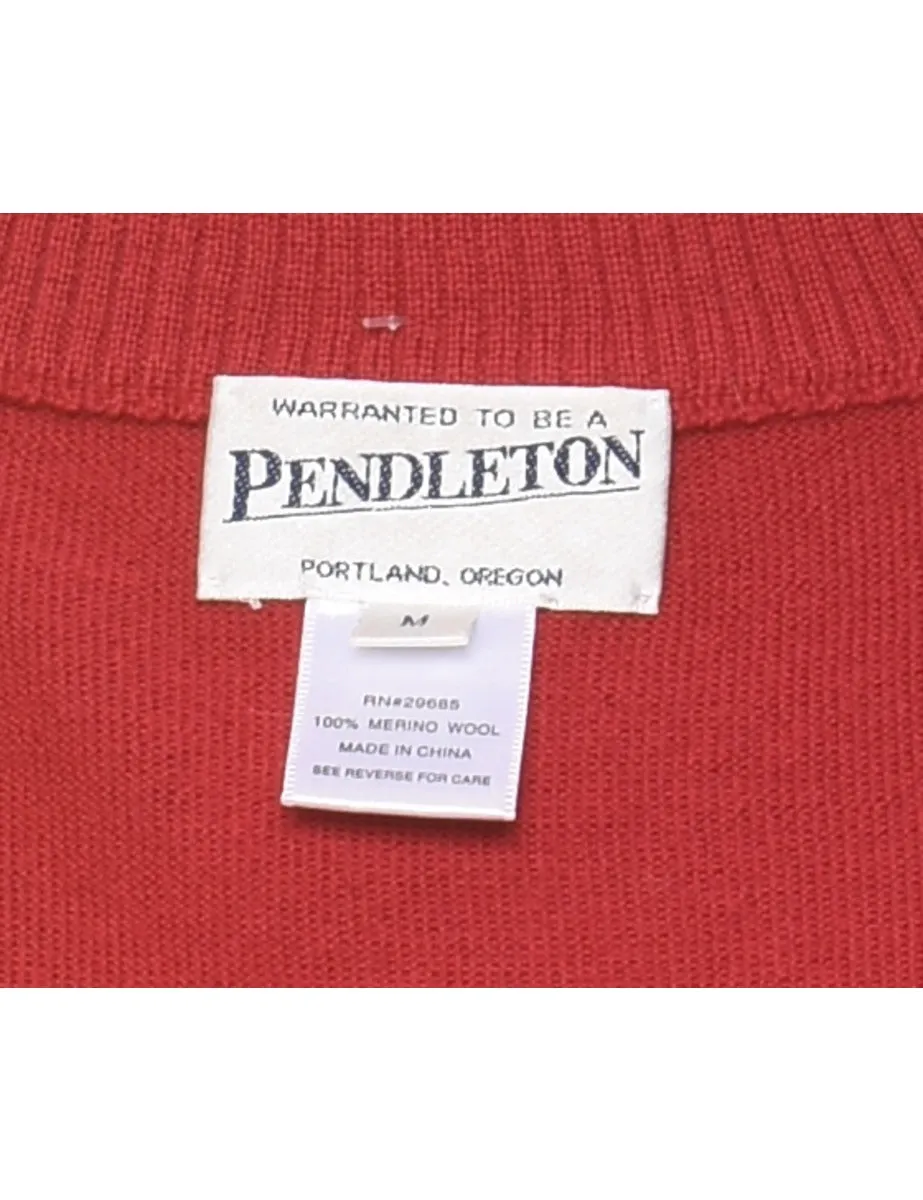 WARRANTED TO BE A
PENDLETON
PORTLAND, OREGON
M
RN#29685
100% MERINO WOOL
MADE IN CHINA
SEE REVERSE FOR CARE